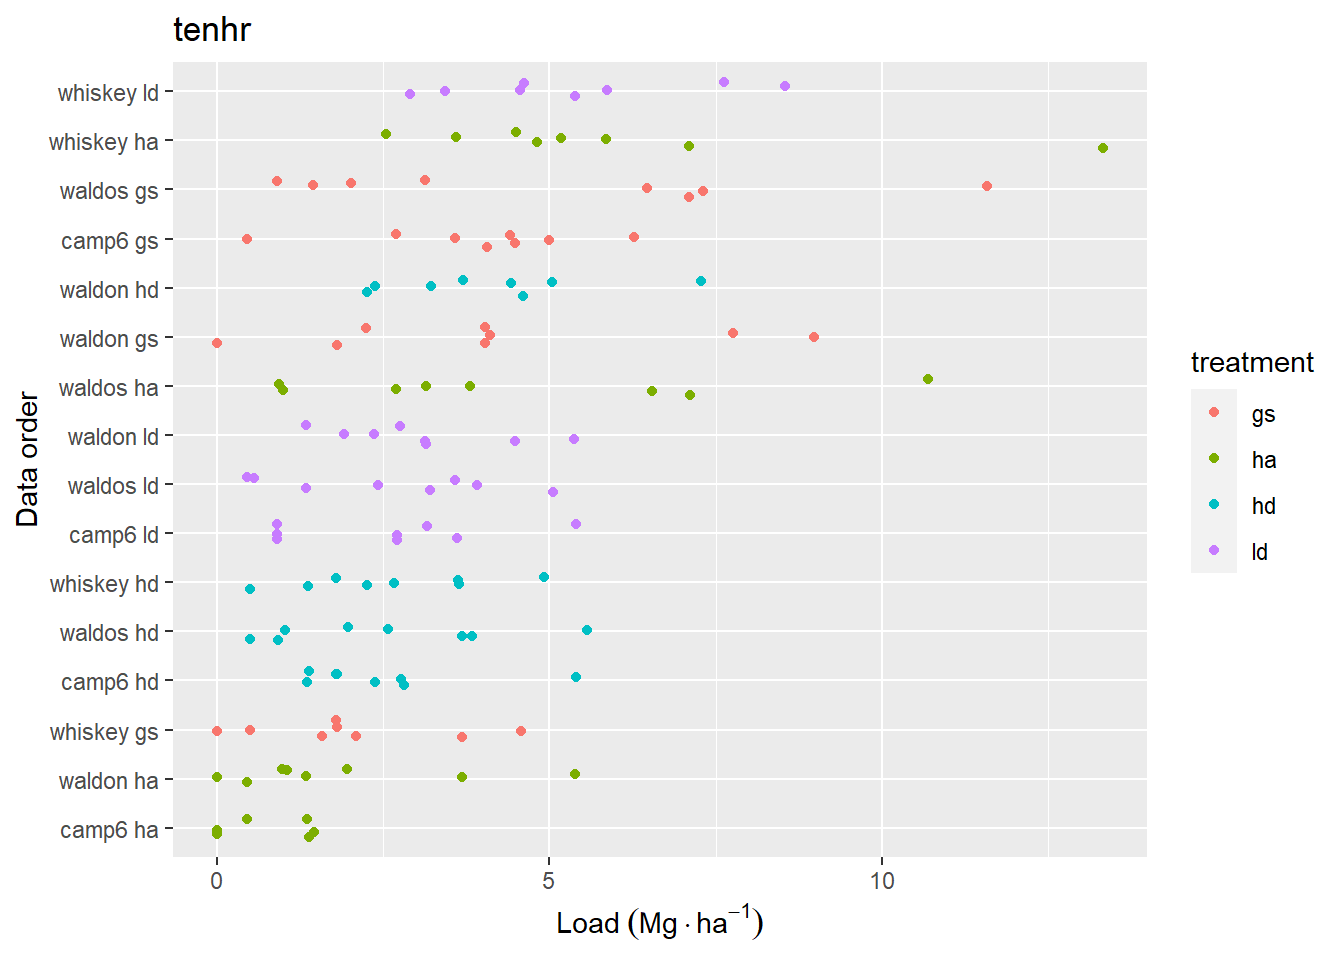 tenhr
whiskey ld
whiskey ha
waldos gs
camp6 gs
waldon hd
waldon gs
waldos ha
waldon ld
waldos ld
camp6 ld
whiskey hd
waldos hd
camp6 hd
whiskey gs
waldon ha
camp6 ha
Data order
0 5 10
Load (Mg · ha⁻¹)
treatment
gs
ha
hd
ld